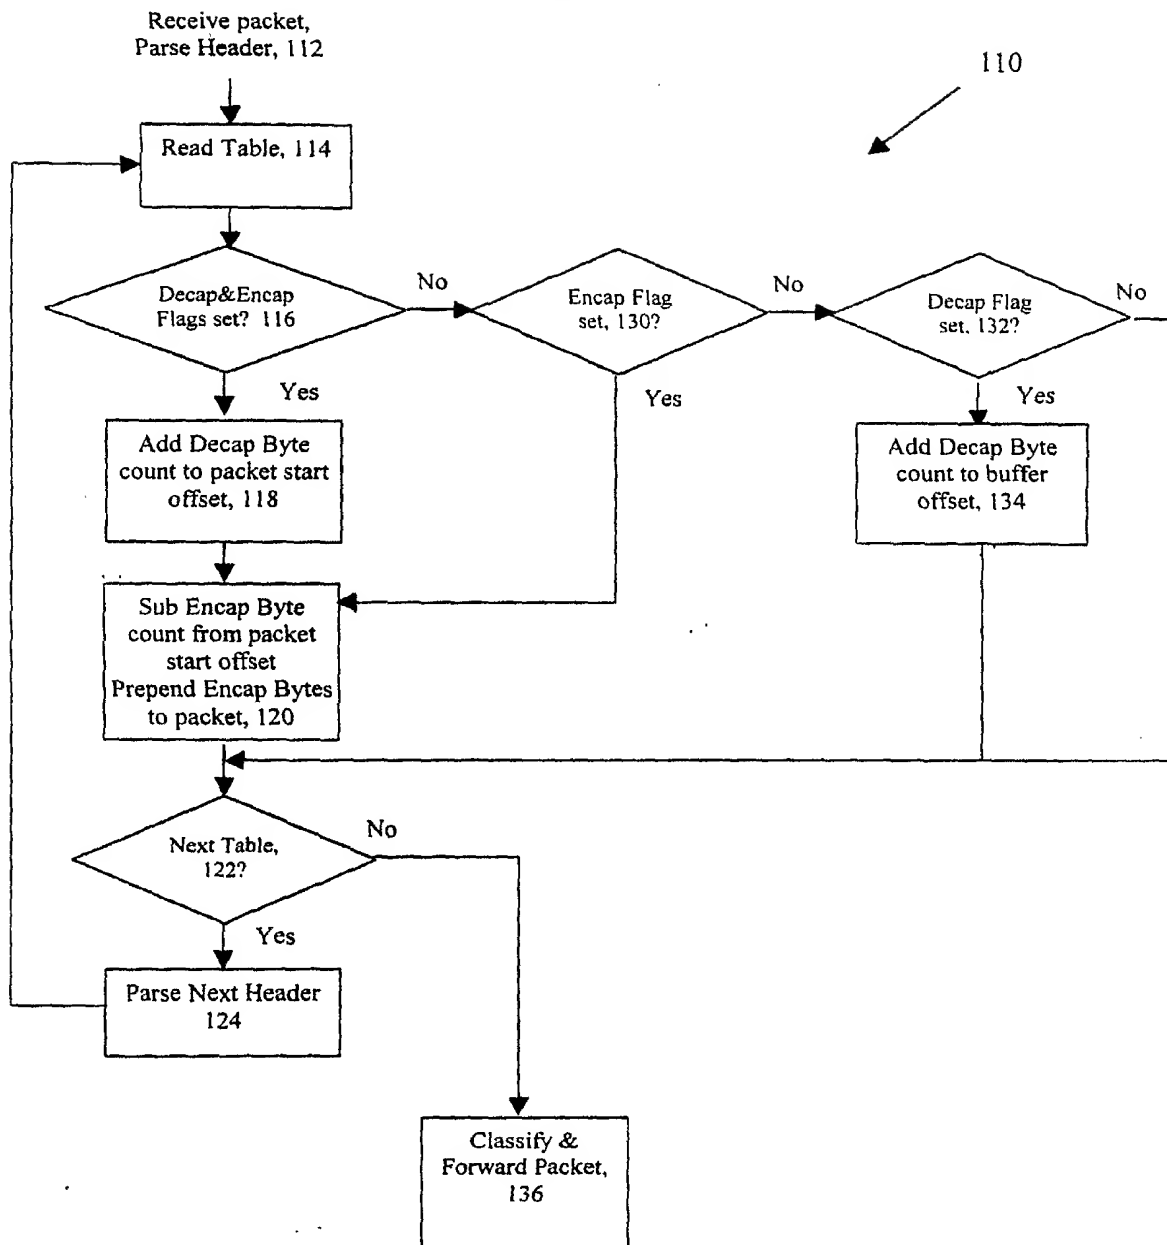 Receive packet,
Parse Header, 112
110
Read Table, 114
Decap&Encap
Flags set? 116
No
Encap Flag
set, 130?
No
Decap Flag
set, 132?
No
Yes
Yes
Yes
Add Decap Byte
count to packet start
offset, 118
Add Decap Byte
count to buffer
offset, 134
Sub Encap Byte
count from packet
start offset
Prepend Encap Bytes
to packet, 120
Next Table,
122?
No
Yes
Parse Next Header
124
Classify &
Forward Packet,
136